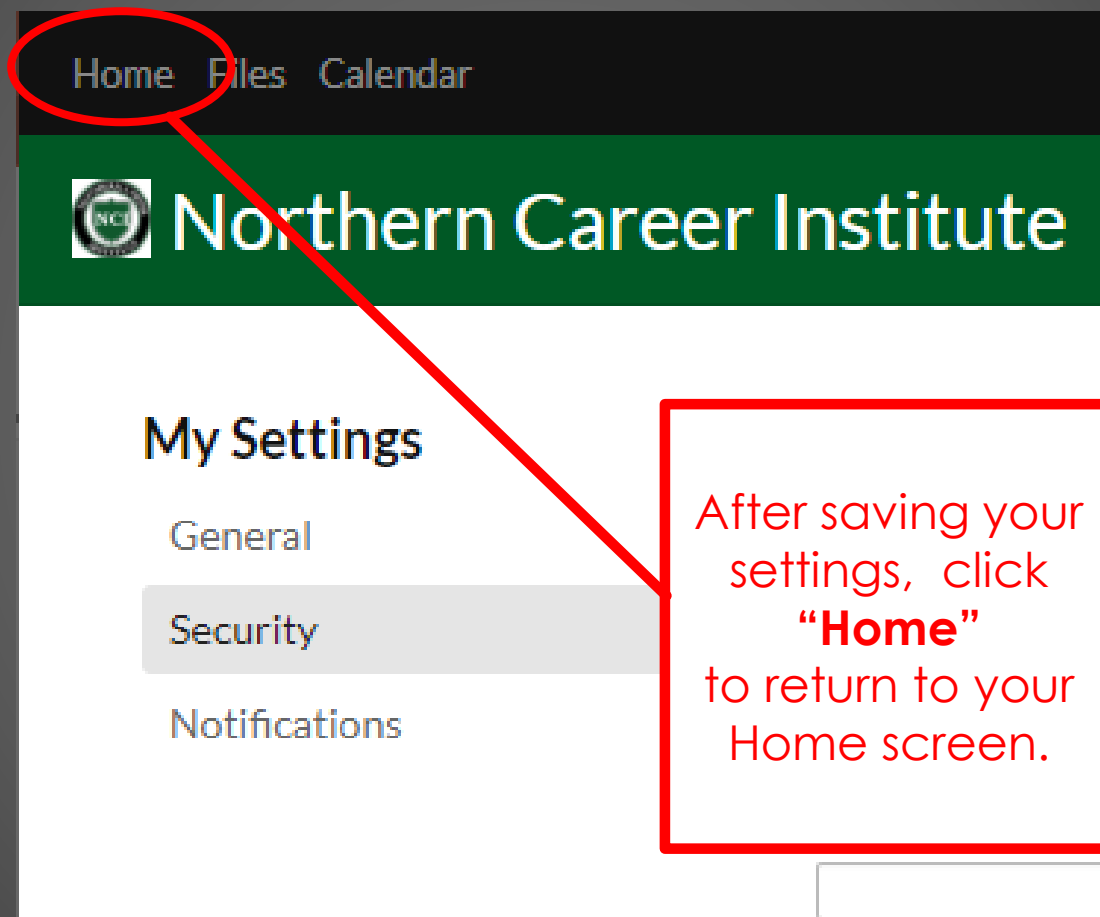 Home Files Calendar
NCI
Northern Career Institute
My Settings
General
Security
Notifications
After saving your
settings, click
“Home”
to return to your
Home screen.